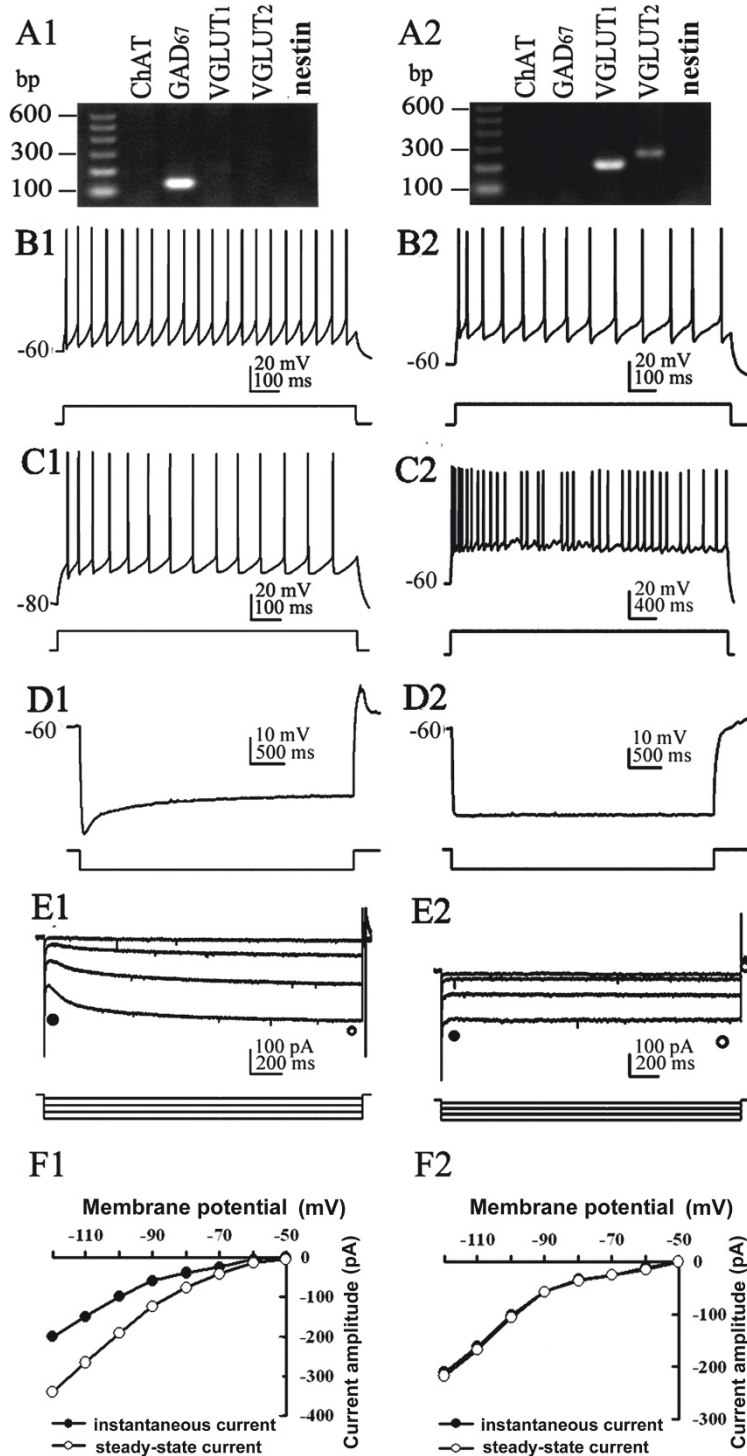 A1
bp
ChAT
GAD67
VGLUT1
VGLUT2
nestin
600
300
100
A2
bp
ChAT
GAD67
VGLUT1
VGLUT2
nestin
600
300
100
B1
-60
20 mV
100 ms
B2
-60
20 mV
100 ms
C1
-80
20 mV
100 ms
C2
-60
20 mV
400 ms
D1
-60
10 mV
500 ms
D2
-60
10 mV
500 ms
E1
100 pA
200 ms
E2
100 pA
200 ms
F1
Membrane potential (mV)
-110 -90 -70 -50
0
-100
-200
-300
-400
Current amplitude (pA)
instantaneous current
steady-state current
F2
Membrane potential (mV)
-110 -90 -70 -50
0
-100
-200
-300
Current amplitude (pA)
instantaneous current
steady-state current